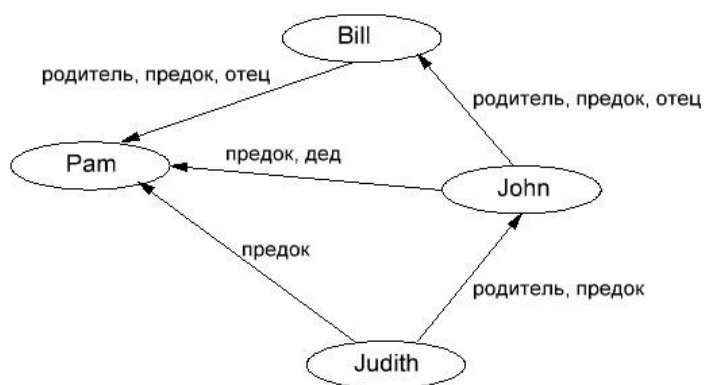 Bill
родитель, предок, отец
родитель, предок, отец
Pam
предок, дед
John
предок
родитель, предок
Judith